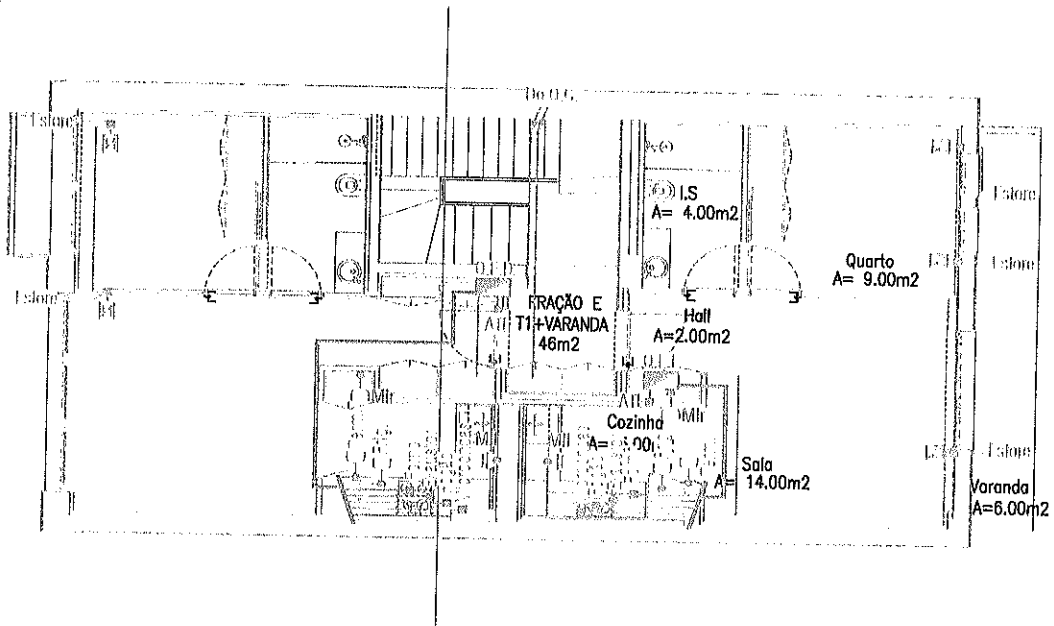 Do Q.G.
Estore
Estore
I.S
A= 4.00m2
Quarto
A= 9.00m2
Estore
Estore
FRAÇÃO E
T1+VARANDA
46m2
Hall
A=2.00m2
Cozinha
A=
Sala
A= 14.00m2
Estore
Varanda
A=6.00m2